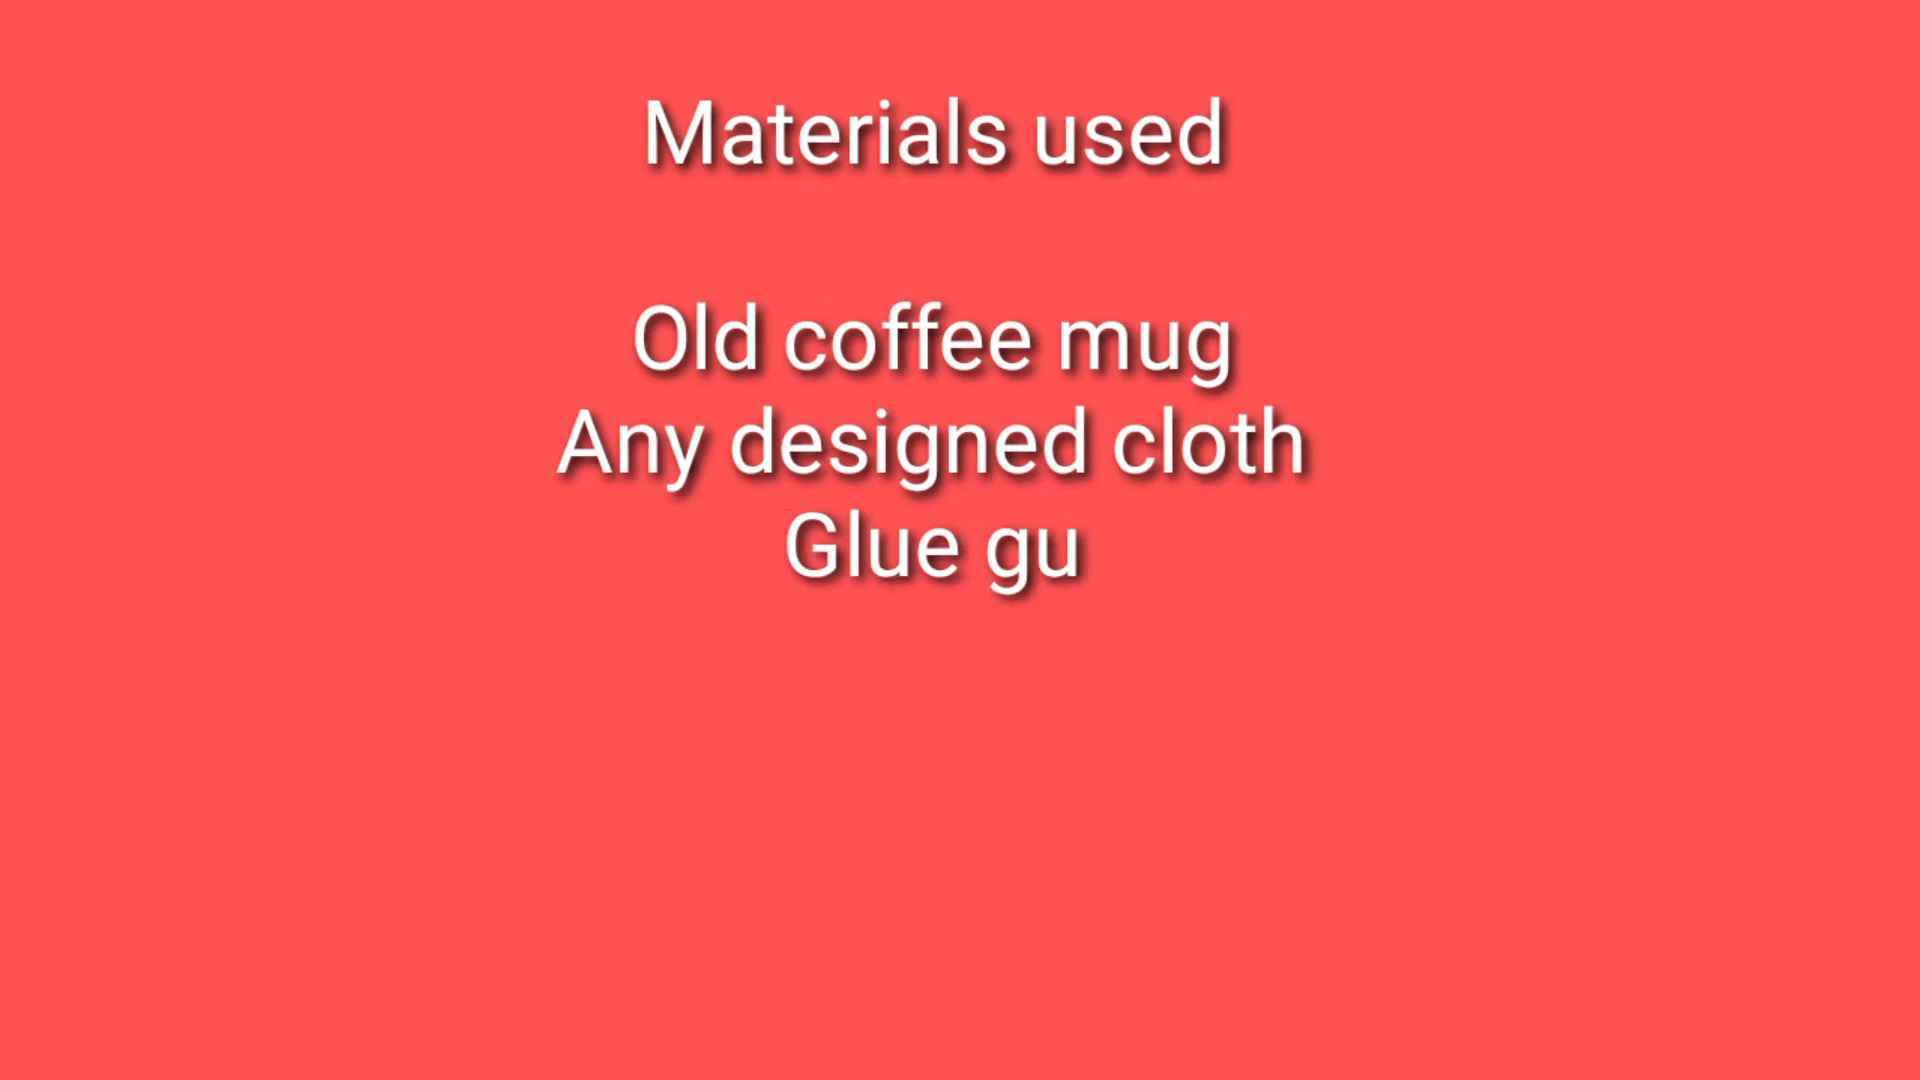 Materials used
Old coffee mug
Any designed cloth
Glue gu